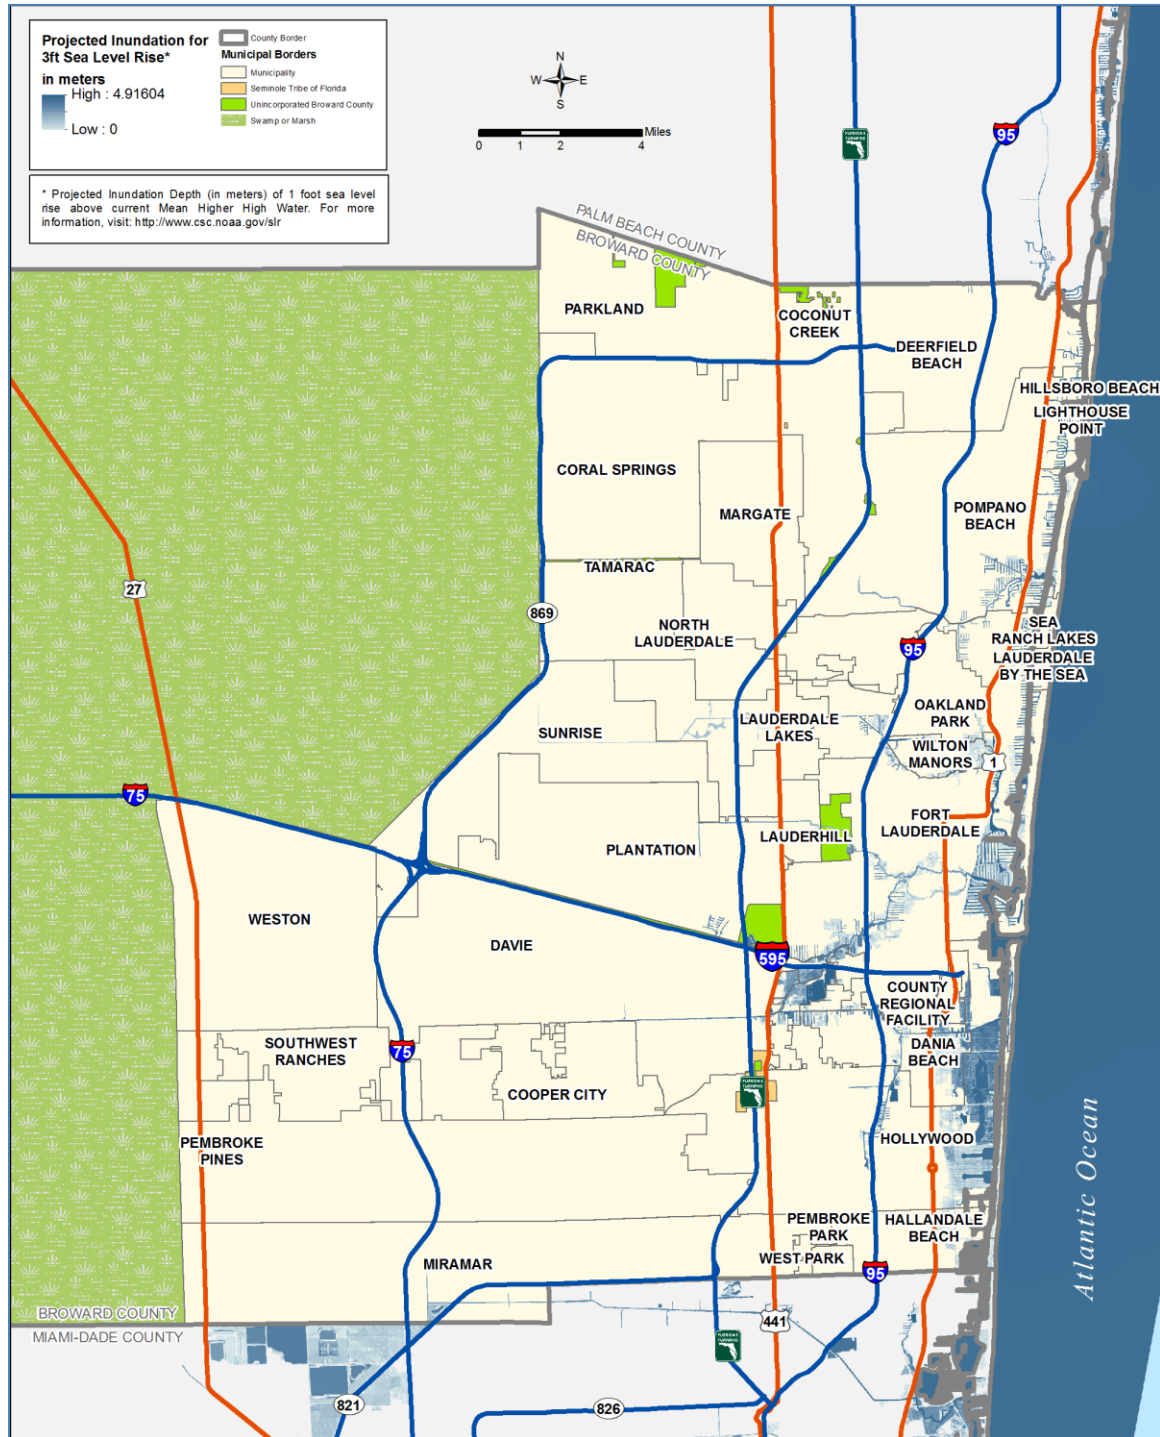 Projected Inundation for
3ft Sea Level Rise*
in meters
High : 4.91604
Low : 0
County Border
Municipal Borders
Municipality
Seminole Tribe of Florida
Unincorporated Broward County
Swamp or Marsh
* Projected Inundation Depth (in meters) of 1 foot sea level
rise above current Mean Higher High Water. For more
information, visit: http://www.csc.noaa.gov/slr
N
W E
S
Miles
0 1 2 4
FLORIDA'S
TURNPIKE
95
PALM BEACH COUNTY
BROWARD COUNTY
PARKLAND
COCONUT
CREEK
DEERFIELD
BEACH
HILLSBORO BEACH
LIGHTHOUSE
POINT
CORAL SPRINGS
MARGATE
POMPANO
BEACH
TAMARAC
27
869
NORTH
LAUDERDALE
95
SEA
RANCH LAKES
LAUDERDALE
BY THE SEA
OAKLAND
PARK
LAUDERDALE
LAKES
SUNRISE
WILTON
MANORS
1
75
FORT
LAUDERDALE
LAUDERHILL
PLANTATION
WESTON
DAVIE
595
COUNTY
REGIONAL
FACILITY
SOUTHWEST
RANCHES
75
DANIA
BEACH
COOPER CITY
FLORIDA'S
TURNPIKE
HOLLYWOOD
PEMBROKE
PINES
Atlantic Ocean
PEMBROKE
PARK
HALLANDALE
BEACH
MIRAMAR
WEST PARK
95
BROWARD COUNTY
MIAMI-DADE COUNTY
441
FLORIDA'S
TURNPIKE
821
826